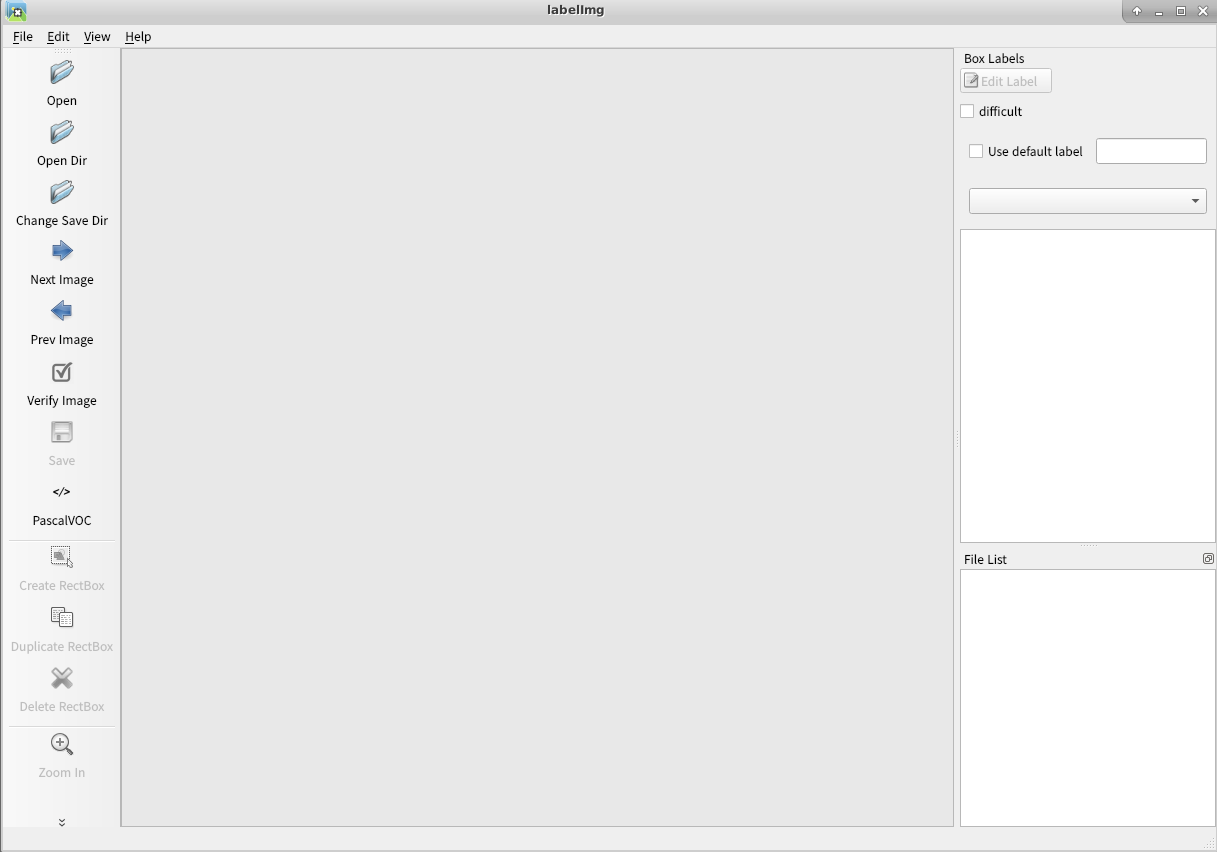 labelImg
File Edit View Help
Open
Open Dir
Change Save Dir
Next Image
Prev Image
Verify Image
Save
</>
PascalVOC
Create RectBox
Duplicate RectBox
Delete RectBox
Zoom In
Box Labels
Edit Label
difficult
Use default label
File List